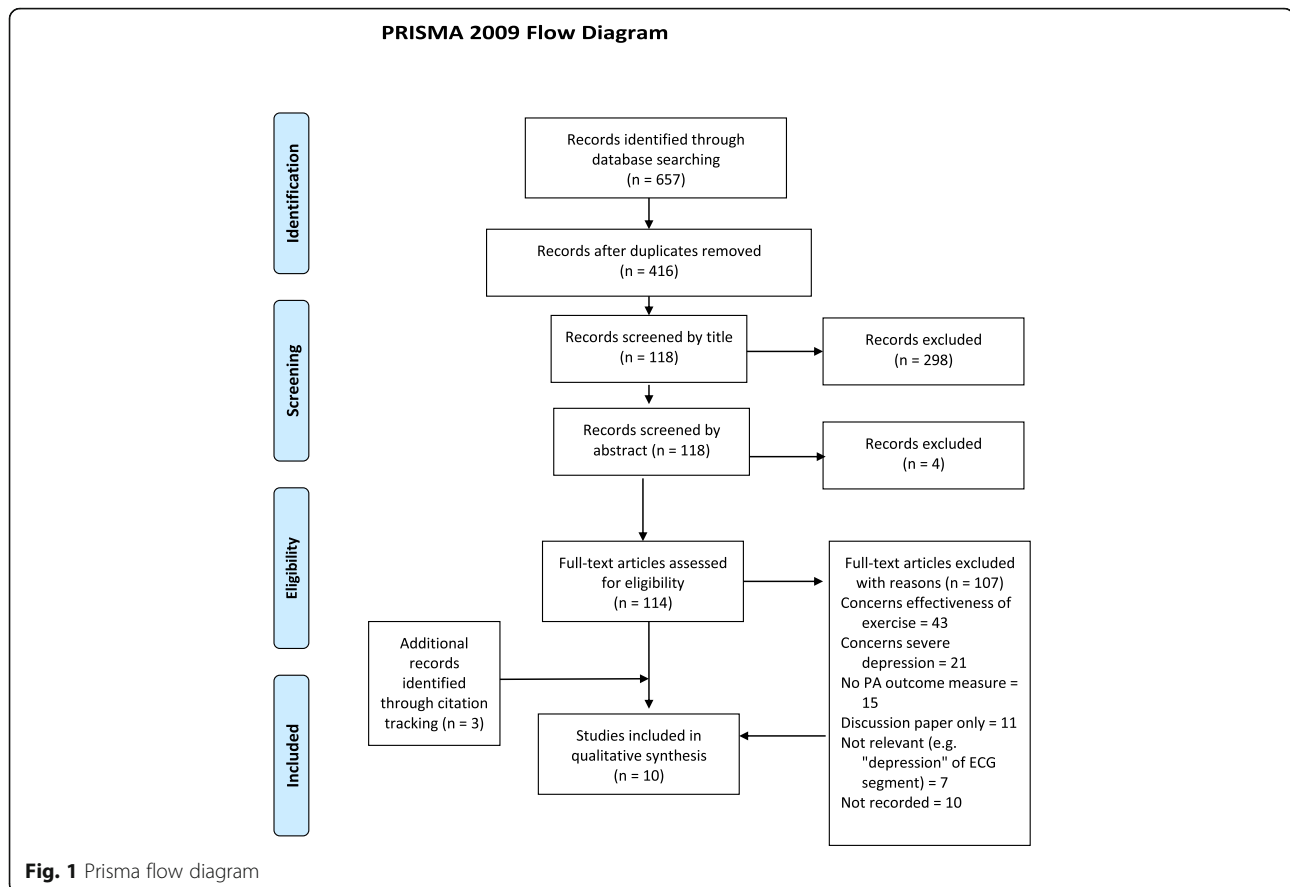 PRISMA 2009 Flow Diagram
Identification
Records identified through
database searching
(n = 657)
Records after duplicates removed
(n = 416)
Screening
Records screened by title
(n = 118)
Records excluded
(n = 298)
Records screened by
abstract (n = 118)
Records excluded
(n = 4)
Eligibility
Full-text articles assessed
for eligibility
(n = 114)
Full-text articles excluded
with reasons (n = 107)
Concerns effectiveness of
exercise = 43
Concerns severe
depression = 21
No PA outcome measure =
15
Discussion paper only = 11
Not relevant (e.g.
"depression" of ECG
segment) = 7
Not recorded = 10
Additional
records
identified
through citation
tracking (n = 3)
Included
Studies included in
qualitative synthesis
(n = 10)
Fig. 1 Prisma flow diagram